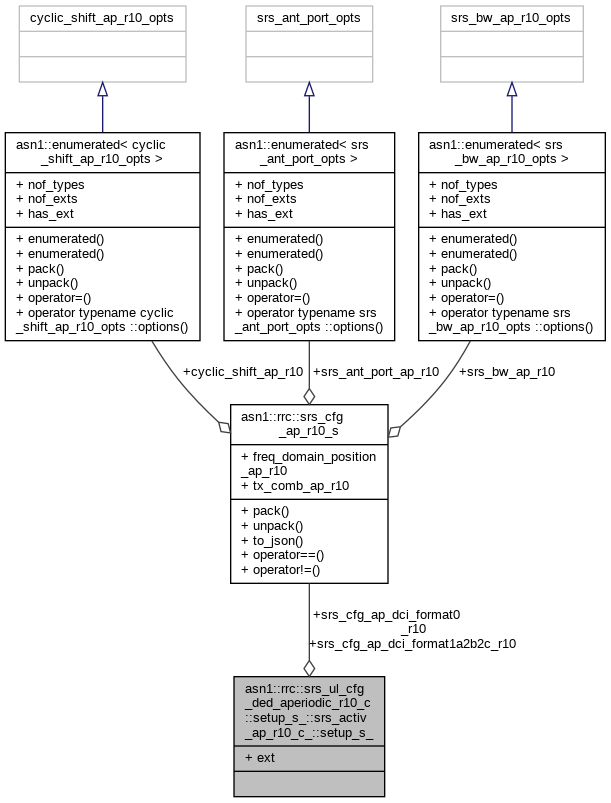 cyclic_shift_ap_r10_opts
srs_ant_port_opts
srs_bw_ap_r10_opts
asn1::enumerated< cyclic
_shift_ap_r10_opts >
+ nof_types
+ nof_exts
+ has_ext
+ enumerated()
+ enumerated()
+ pack()
+ unpack()
+ operator=()
+ operator typename cyclic
_shift_ap_r10_opts ::options()
asn1::enumerated< srs
_ant_port_opts >
+ nof_types
+ nof_exts
+ has_ext
+ enumerated()
+ enumerated()
+ pack()
+ unpack()
+ operator=()
+ operator typename srs
_ant_port_opts ::options()
asn1::enumerated< srs
_bw_ap_r10_opts >
+ nof_types
+ nof_exts
+ has_ext
+ enumerated()
+ enumerated()
+ pack()
+ unpack()
+ operator=()
+ operator typename srs
_bw_ap_r10_opts ::options()
+cyclic_shift_ap_r10
+srs_ant_port_ap_r10
+srs_bw_ap_r10
asn1::rrc::srs_cfg
_ap_r10_s
+ freq_domain_position
_ap_r10
+ tx_comb_ap_r10
+ pack()
+ unpack()
+ to_json()
+ operator==()
+ operator!=()
+srs_cfg_ap_dci_format0
_r10
+srs_cfg_ap_dci_format1a2b2c_r10
asn1::rrc::srs_ul_cfg
_ded_aperiodic_r10_c
::setup_s_::srs_activ
_ap_r10_c_::setup_s_
+ ext